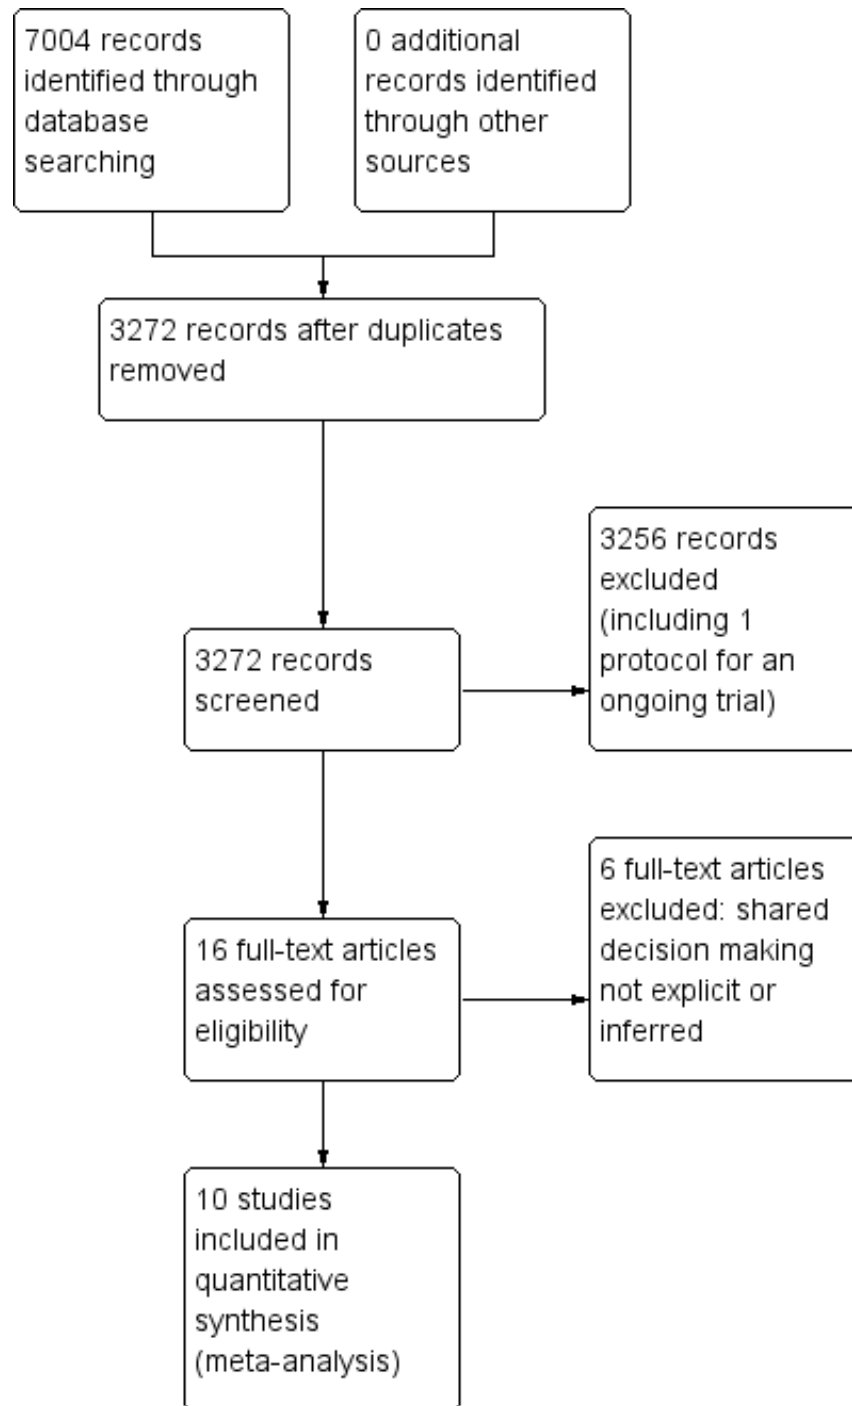 7004 records
identified through
database
searching
0 additional
records identified
through other
sources
3272 records after duplicates
removed
3272 records
screened
3256 records
excluded
(including 1
protocol for an
ongoing trial)
16 full-text articles
assessed for
eligibility
6 full-text articles
excluded: shared
decision making
not explicit or
inferred
10 studies
included in
quantitative
synthesis
(meta-analysis)